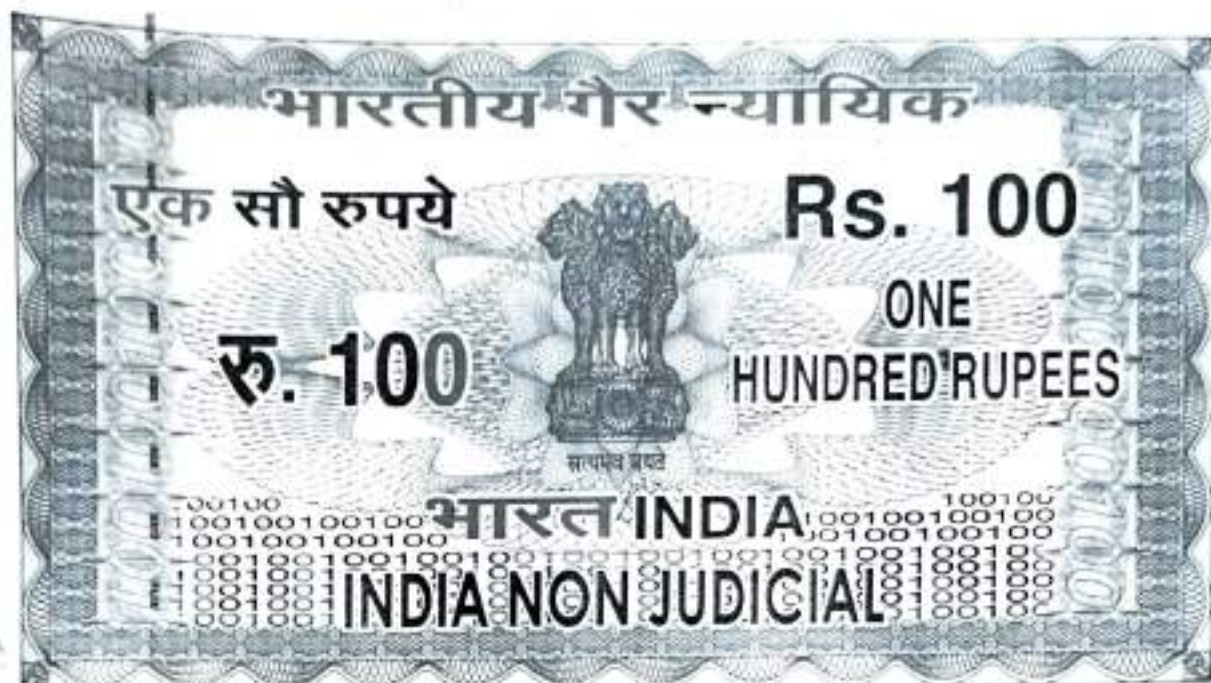 भारतीय गैर न्यायिक
एक सौ रुपये
Rs. 100
रु. 100
ONE
HUNDRED RUPEES
सत्यमेव जयते
भारत INDIA
INDIA NON JUDICIAL